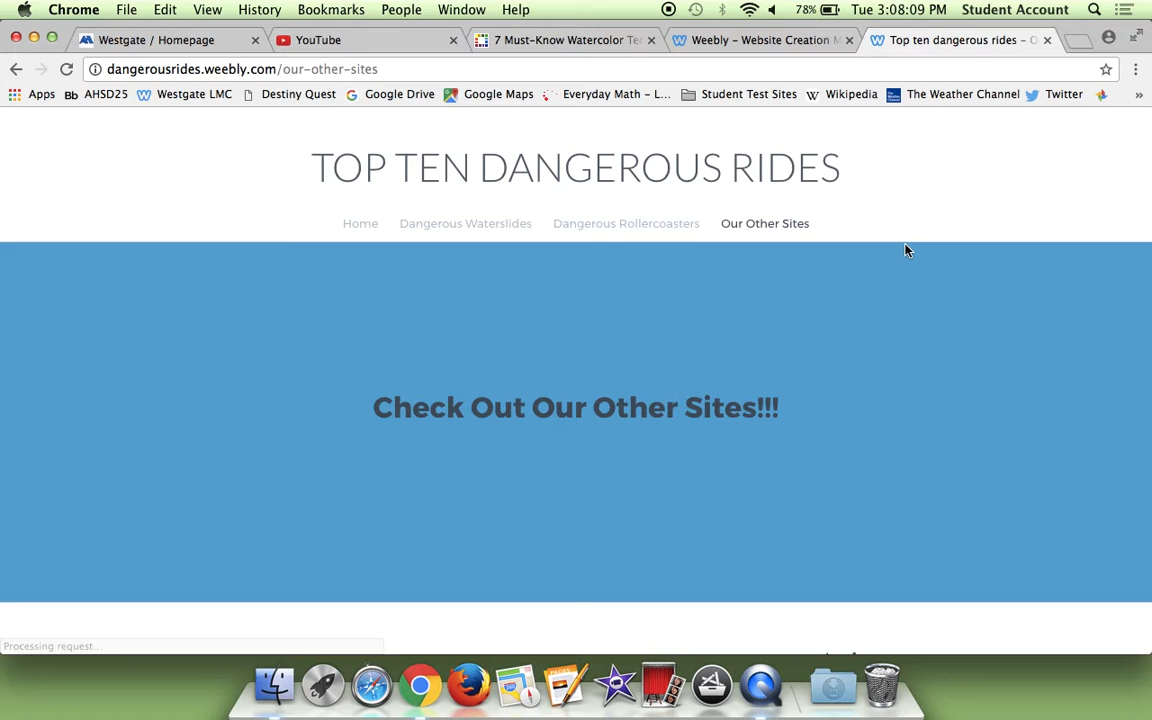 Chrome File Edit View History Bookmarks People Window Help 78% Tue 3:08:09 PM Student Account
Westgate / Homepage YouTube 7 Must-Know Watercolor Te Weebly - Website Creation M Top ten dangerous rides - O
dangerousrides.weebly.com/our-other-sites
Apps Bb AHSD25 Westgate LMC Destiny Quest Google Drive Google Maps Everyday Math – L... Student Test Sites W Wikipedia The Weather Channel Twitter »
TOP TEN DANGEROUS RIDES
Home Dangerous Waterslides Dangerous Rollercoasters Our Other Sites
Check Out Our Other Sites!!!
Processing request...